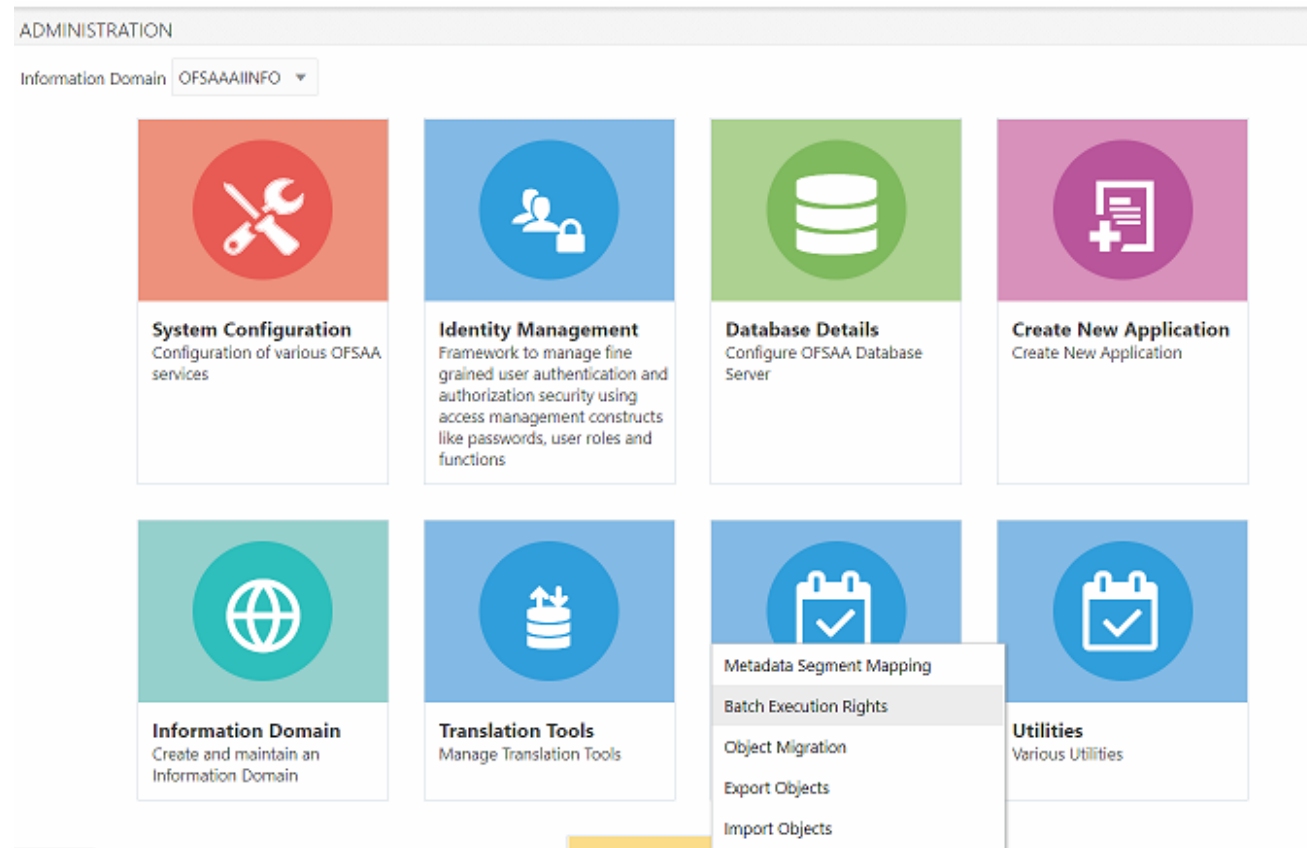 ADMINISTRATION
Information Domain OFSAAAIINFO
System Configuration
Configuration of various OFSAA
services
Identity Management
Framework to manage fine
grained user authentication and
authorization security using
access management constructs
like passwords, user roles and
functions
Database Details
Configure OFSAA Database
Server
Create New Application
Create New Application
Information Domain
Create and maintain an
Information Domain
Translation Tools
Manage Translation Tools
Metadata Segment Mapping
Batch Execution Rights
Object Migration
Export Objects
Import Objects
Utilities
Various Utilities